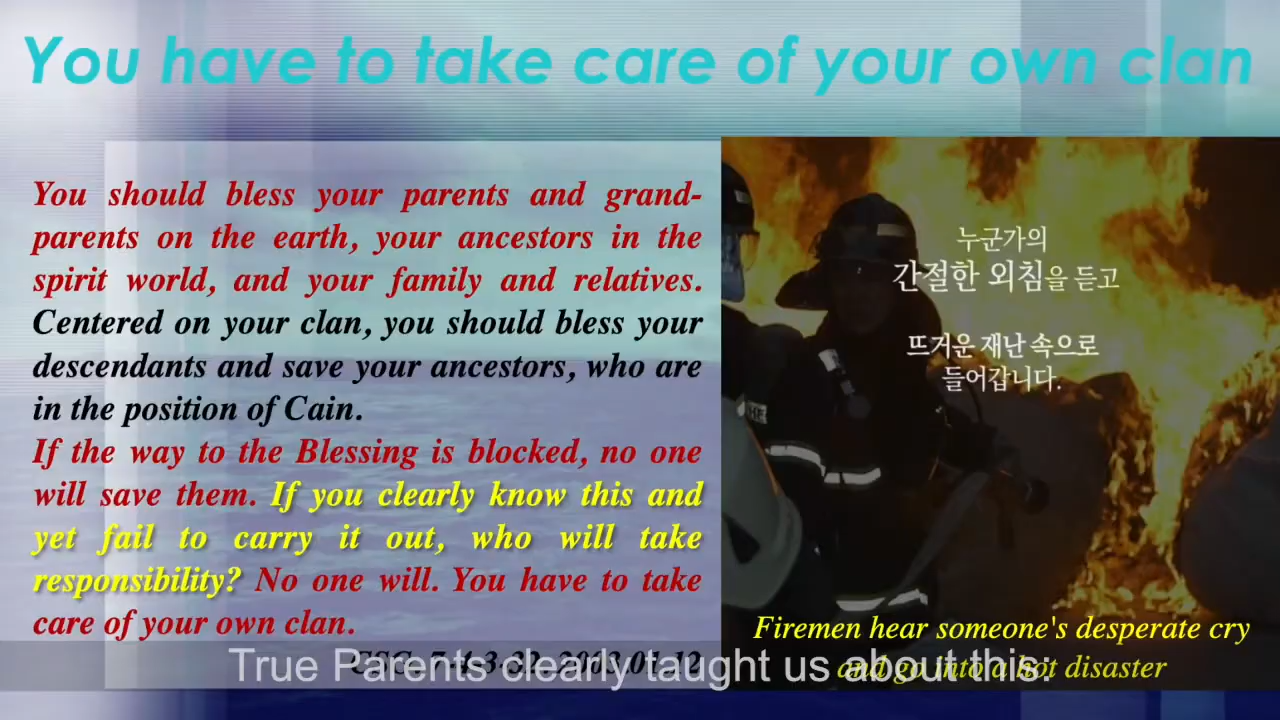 You have to take care of your own clan
You should bless your parents and grand-
parents on the earth, your ancestors in the
spirit world, and your family and relatives.
Centered on your clan, you should bless your
descendants and save your ancestors, who are
in the position of Cain.
If the way to the Blessing is blocked, no one
will save them. If you clearly know this and
yet fail to carry it out, who will take
responsibility? No one will. You have to take
care of your own clan.
누군가의
간절한 외침을 듣고
뜨거운 재난 속으로
들어갑니다.
Firemen hear someone's desperate cry
and go into a hot disaster
True Parents clearly taught us about this: